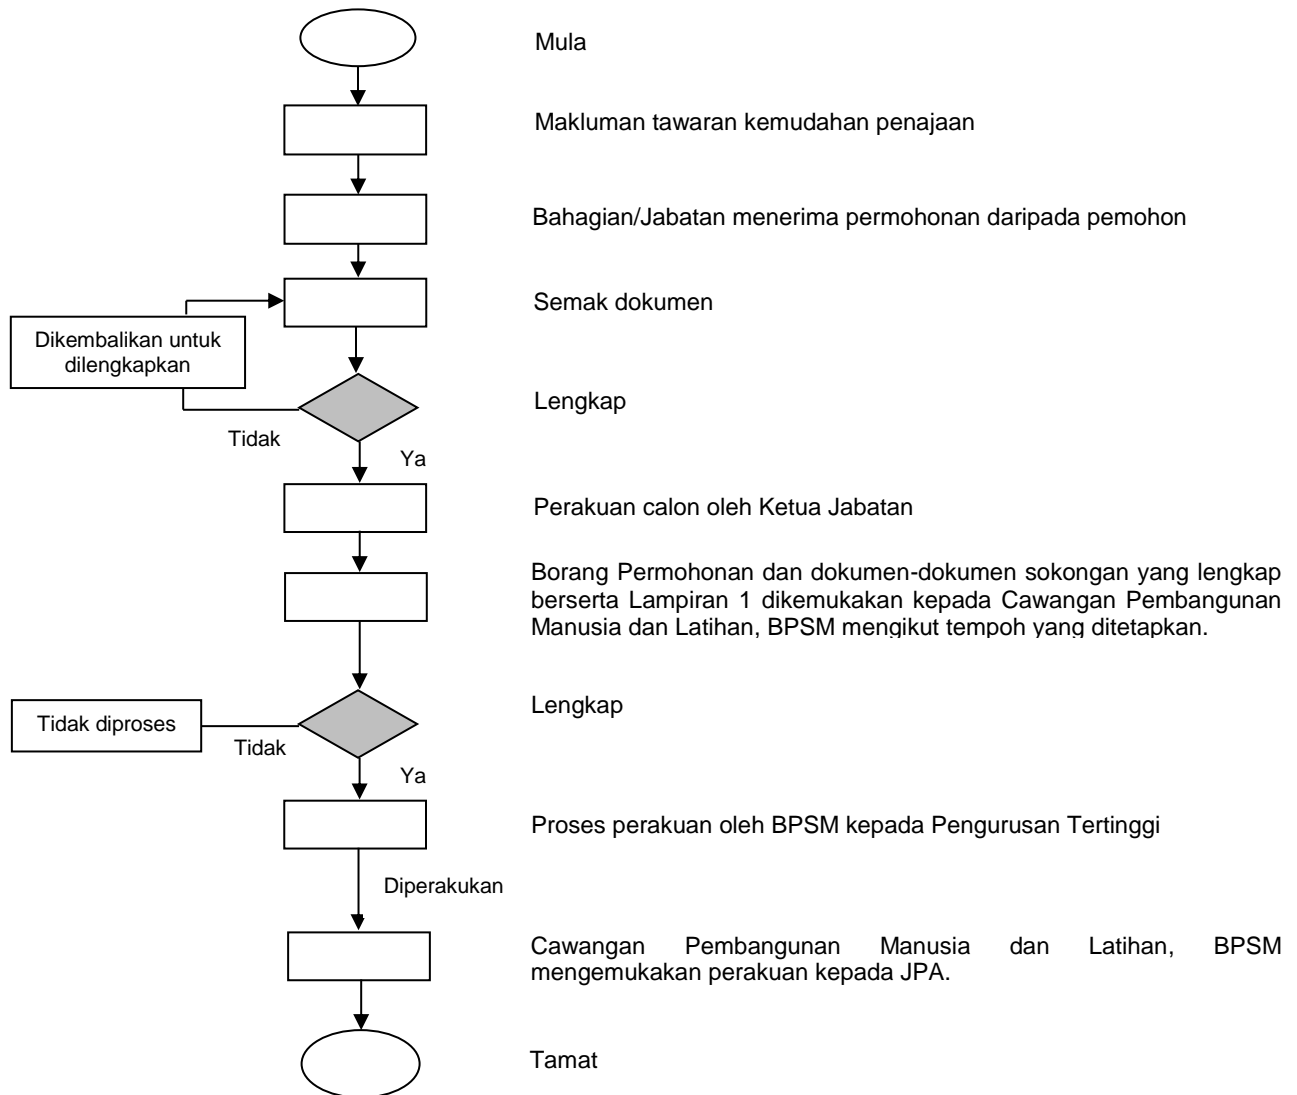 Mula
Makluman tawaran kemudahan penajaan
Bahagian/Jabatan menerima permohonan daripada pemohon
Semak dokumen
Dikembalikan untuk
dilengkapkan
Lengkap
Tidak
Ya
Perakuan calon oleh Ketua Jabatan
Borang Permohonan dan dokumen-dokumen sokongan yang lengkap
berserta Lampiran 1 dikemukakan kepada Cawangan Pembangunan
Manusia dan Latihan, BPSM mengikut tempoh yang ditetapkan.
Lengkap
Tidak diproses
Tidak
Ya
Proses perakuan oleh BPSM kepada Pengurusan Tertinggi
Diperakukan
Cawangan Pembangunan Manusia dan Latihan, BPSM
mengemukakan perakuan kepada JPA.
Tamat